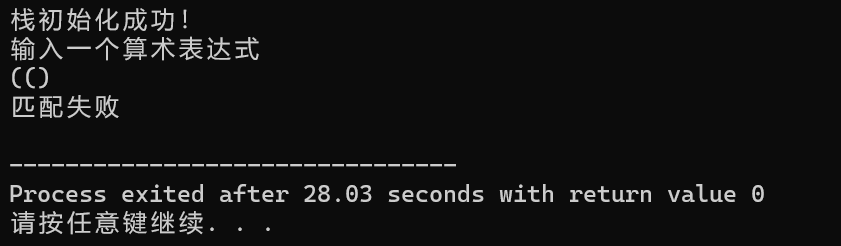 栈初始化成功!
输入一个算术表达式
(()
匹配失败
--------------------------------
Process exited after 28.03 seconds with return value 0
请按任意键继续. . .